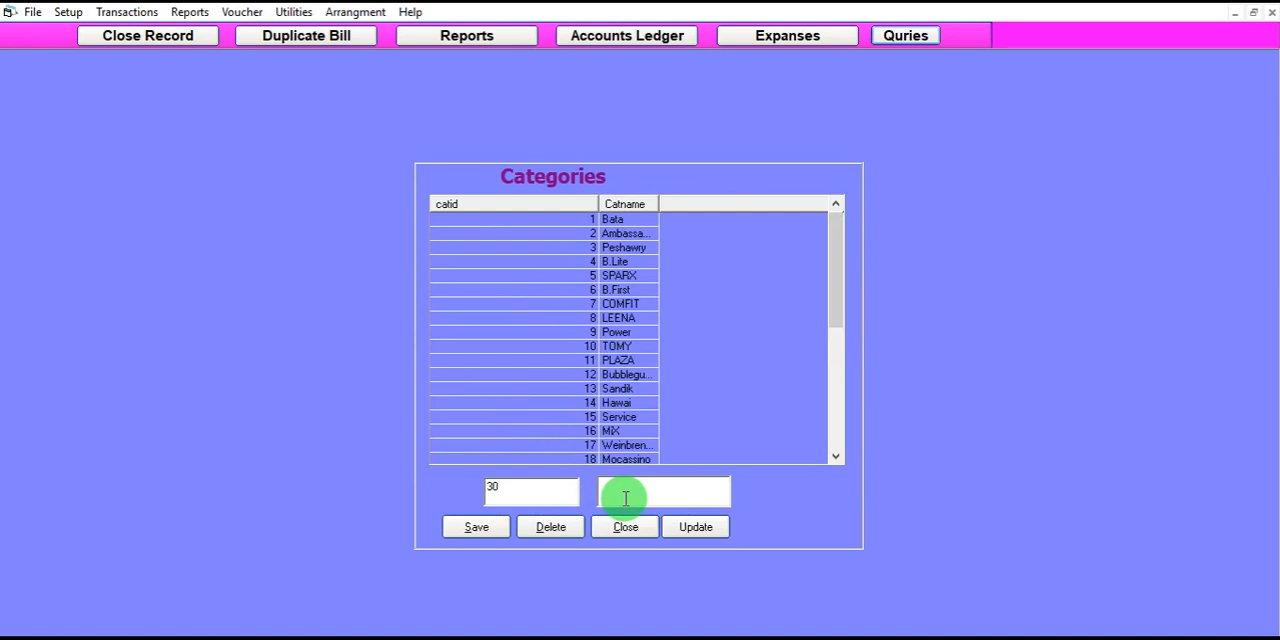 File Setup Transactions Reports Voucher Utilities Arrangment Help
Close Record Duplicate Bill Reports Accounts Ledger Expanses Quries
Categories
catid Catname
1 Bata
2 Ambassa...
3 Peshawry
4 B.Lite
5 SPARX
6 B.First
7 COMFIT
8 LEENA
9 Power
10 TOMY
11 PLAZA
12 Bubblegu...
13 Sandik
14 Hawai
15 Service
16 MiX
17 Weinbren...
18 Mocassino
30
Save Delete Close Update